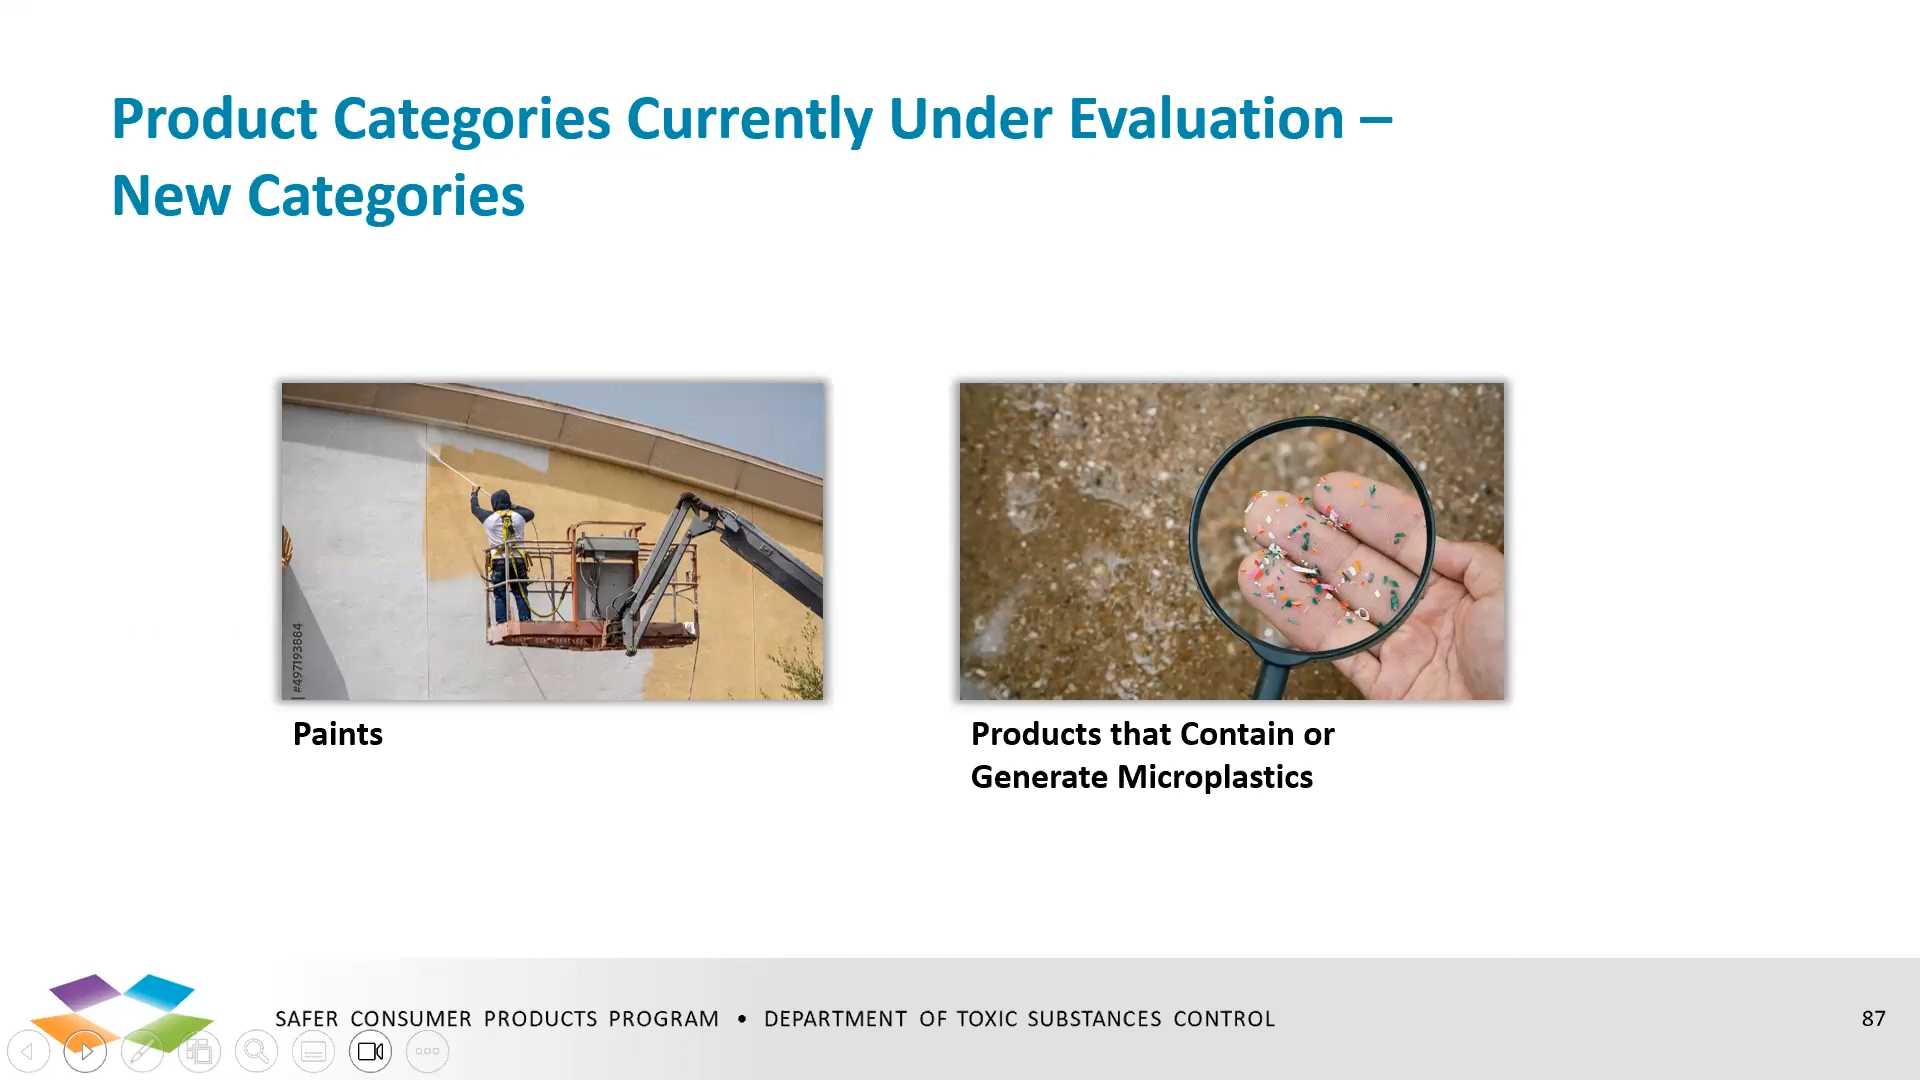 Product Categories Currently Under Evaluation –
New Categories
| #497193884
Paints
Products that Contain or
Generate Microplastics
SAFER CONSUMER PRODUCTS PROGRAM • DEPARTMENT OF TOXIC SUBSTANCES CONTROL
87